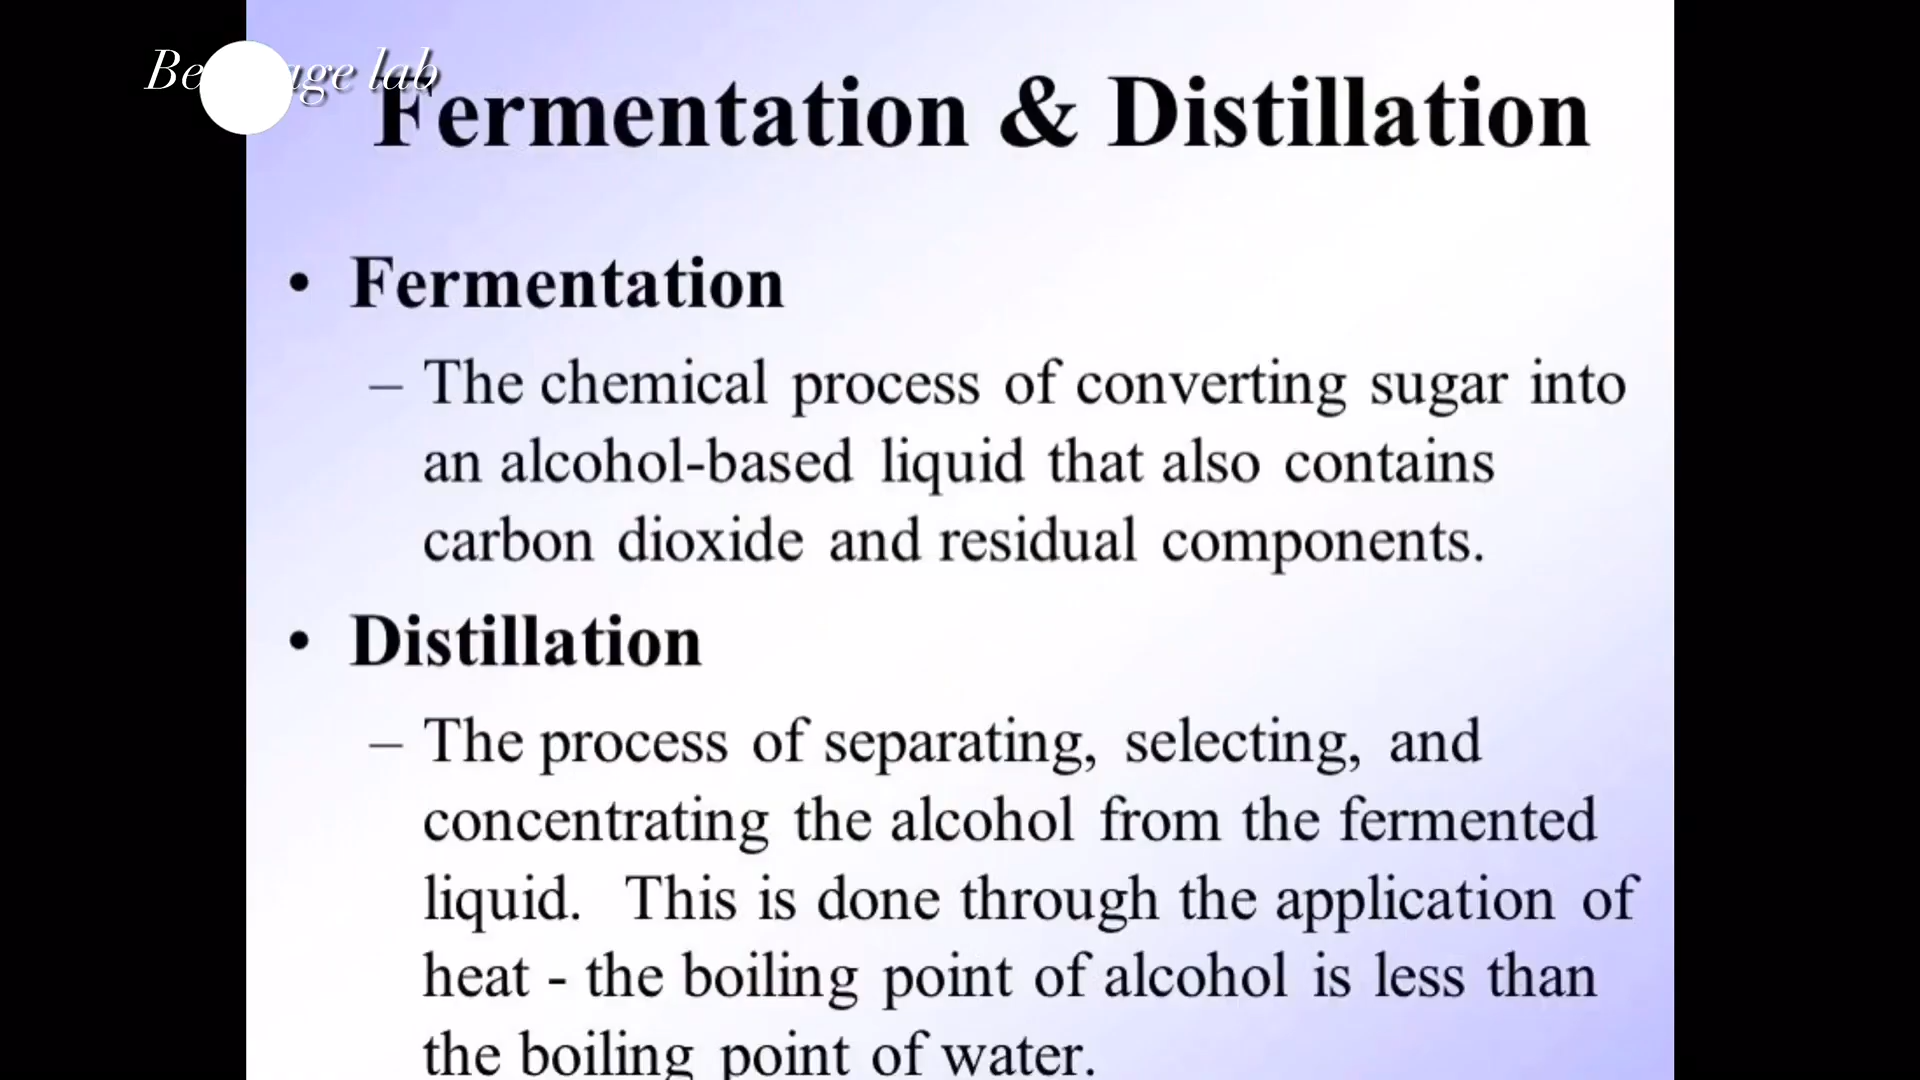 lab
Fermentation & Distillation
• Fermentation
– The chemical process of converting sugar into
an alcohol-based liquid that also contains
carbon dioxide and residual components.
• Distillation
– The process of separating, selecting, and
concentrating the alcohol from the fermented
liquid. This is done through the application of
heat - the boiling point of alcohol is less than
the boiling point of water.